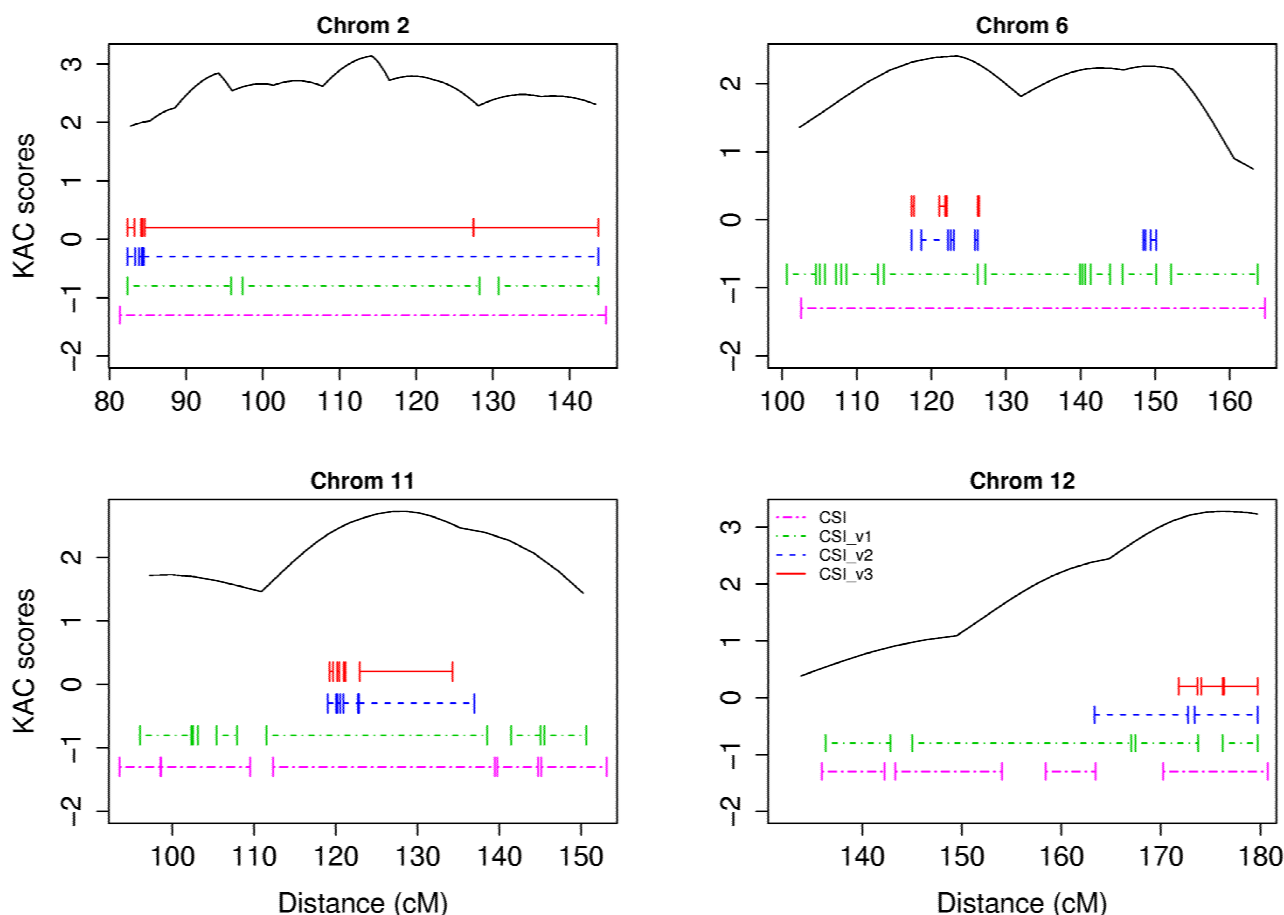 Chrom 2
KAC scores
3
2
1
0
−1
−2
80 90 100 110 120 130 140
Chrom 6
2
1
0
−1
−2
100 110 120 130 140 150 160
Chrom 11
KAC scores
2
1
0
−1
−2
100 110 120 130 140 150
Distance (cM)
Chrom 12
3
2
1
0
−1
−2
CSI
CSI_v1
CSI_v2
CSI_v3
140 150 160 170 180
Distance (cM)